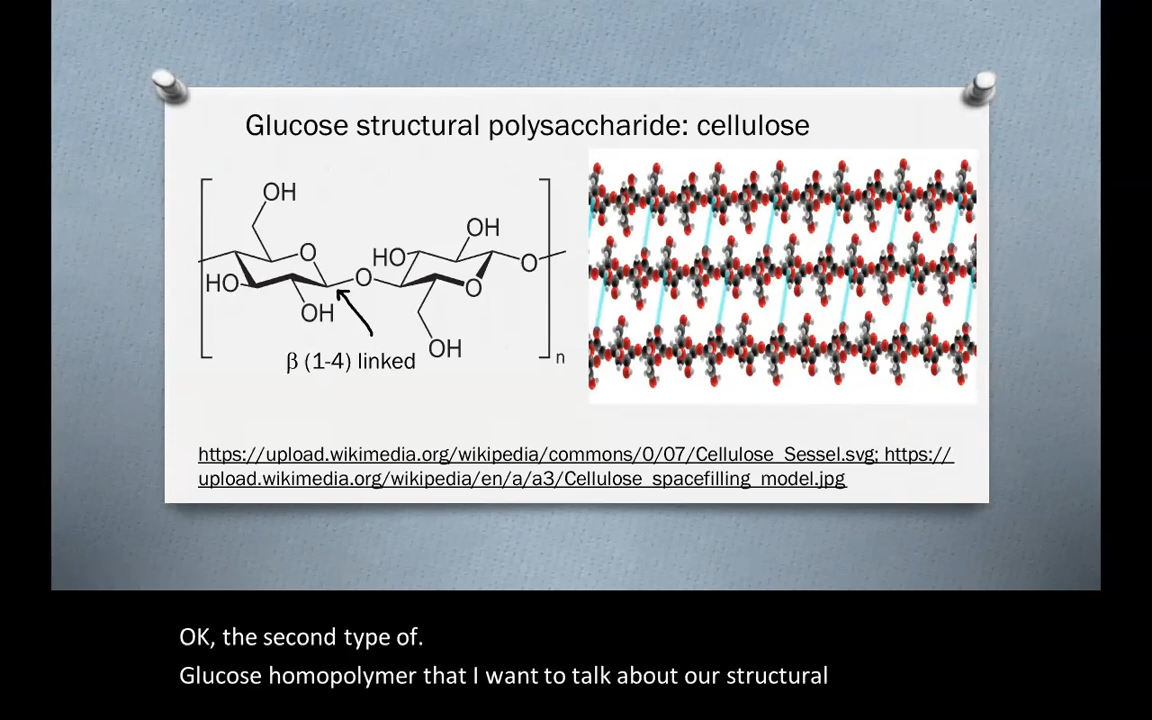 Glucose structural polysaccharide: cellulose
OH
O
HO
OH
O
HO
OH
O
O
OH
n
β (1-4) linked
https://upload.wikimedia.org/wikipedia/commons/0/07/Cellulose_Sessel.svg; https://
upload.wikimedia.org/wikipedia/en/a/a3/Cellulose_spacefilling_model.jpg
OK, the second type of.
Glucose homopolymer that I want to talk about our structural